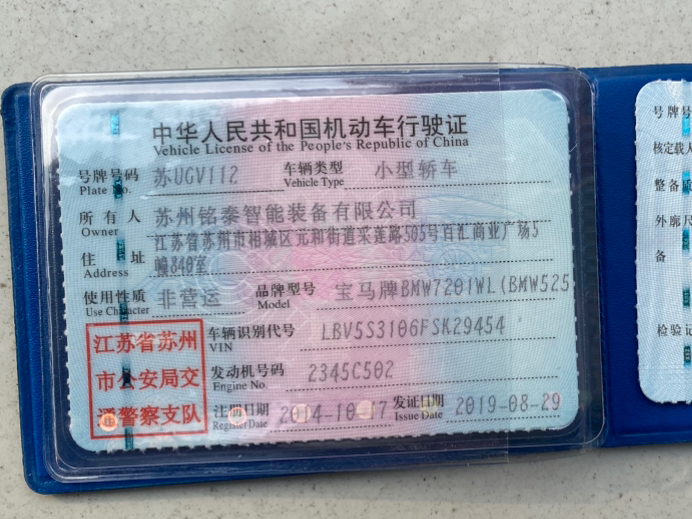 中华人民共和国机动车行驶证
Vehicle License of the People's Republic of China
号牌号码 苏UGV112 车辆类型 小型轿车
Plate No. Vehicle Type
所有人 苏州铭泰智能装备有限公司
Owner
住址 江苏省苏州市相城区元和街道采莲路505号百汇商业广场5
Address 幢840室
使用性质 非营运 品牌型号 宝马牌BMW7201WL(BMW525
Use Character Model
江苏省苏州
市公安局交
通警察支队
车辆识别代号 LBV5S3106FSK29454
VIN
发动机号码 2345C502
Engine No.
注册日期 2014-10-17 发证日期 2019-08-29
Register Date Issue Date
号牌号
核定载人
整备质
外廓尺
备
检验记